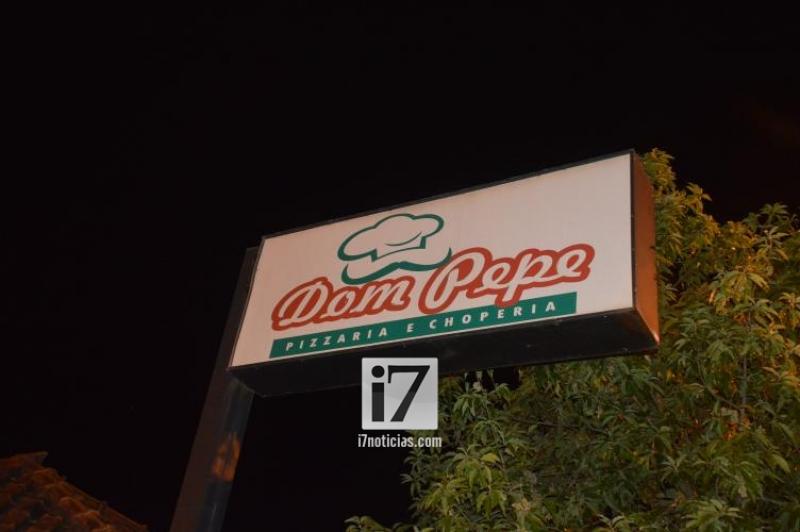 Dom Pepe
PIZZARIA E CHOPERIA
i7
i7noticias.com